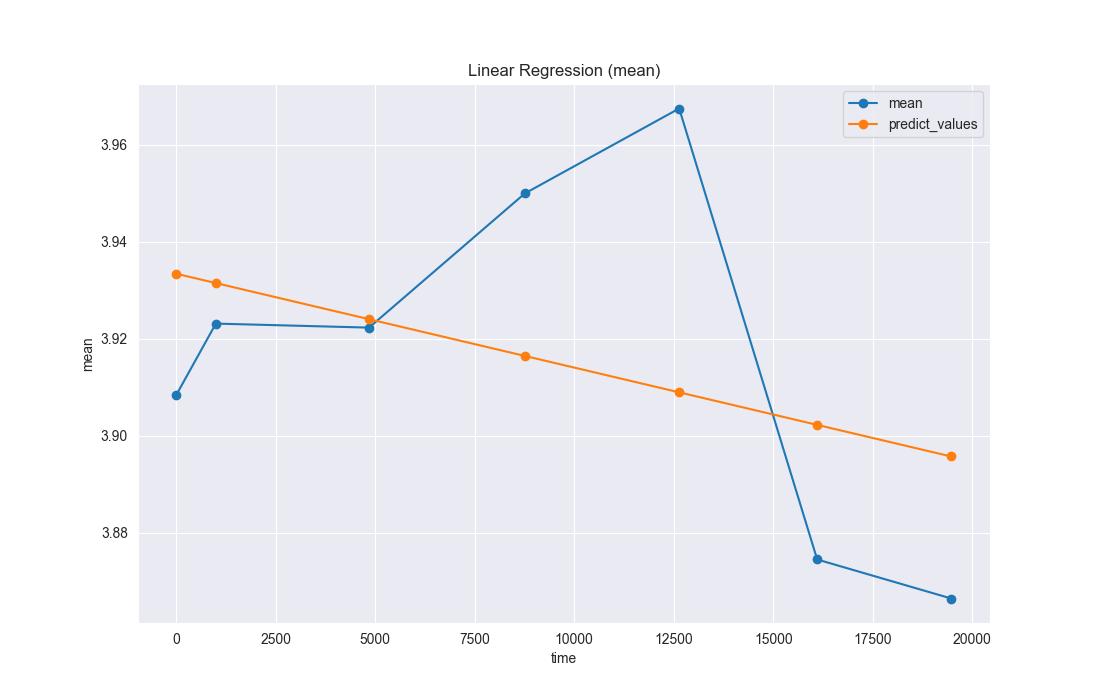 Linear Regression (mean)
mean
predict_values
3.96
3.94
3.92
3.90
3.88
mean
0 2500 5000 7500 10000 12500 15000 17500 20000
time